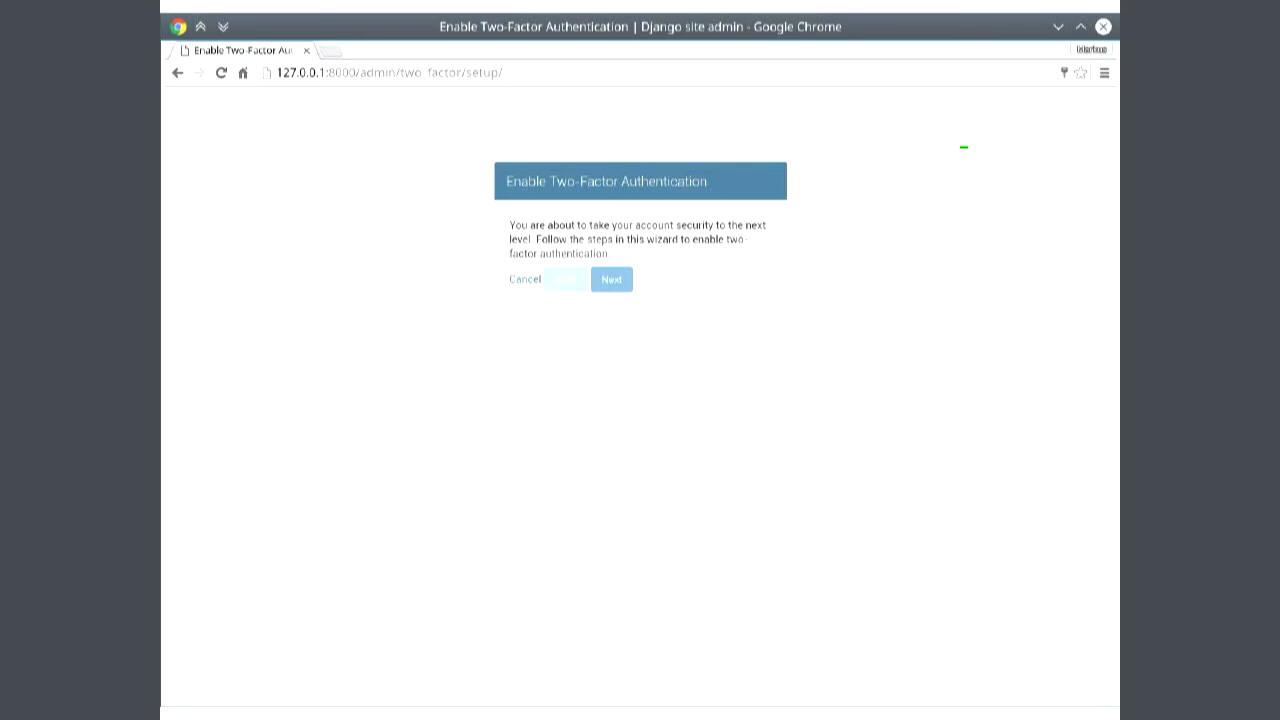 Enable Two-Factor Authentication | Django site admin - Google Chrome
Enable Two-Factor Au
127.0.0.1:8000/admin/two_factor/setup/
Enable Two-Factor Authentication
You are about to take your account security to the next
level. Follow the steps in this wizard to enable two-
factor authentication.
Cancel
Next